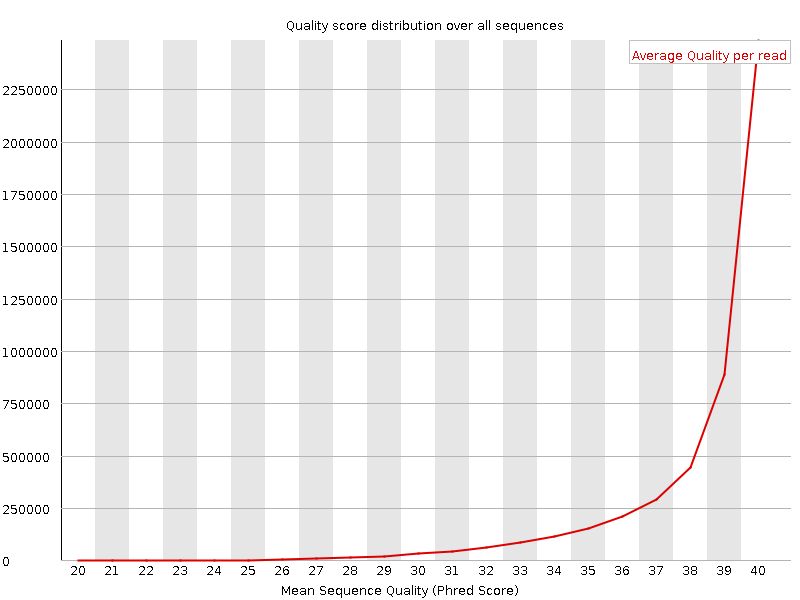 Quality score distribution over all sequences
Average Quality per read
2250000
2000000
1750000
1500000
1250000
1000000
750000
500000
250000
0
20 21 22 23 24 25 26 27 28 29 30 31 32 33 34 35 36 37 38 39 40
Mean Sequence Quality (Phred Score)